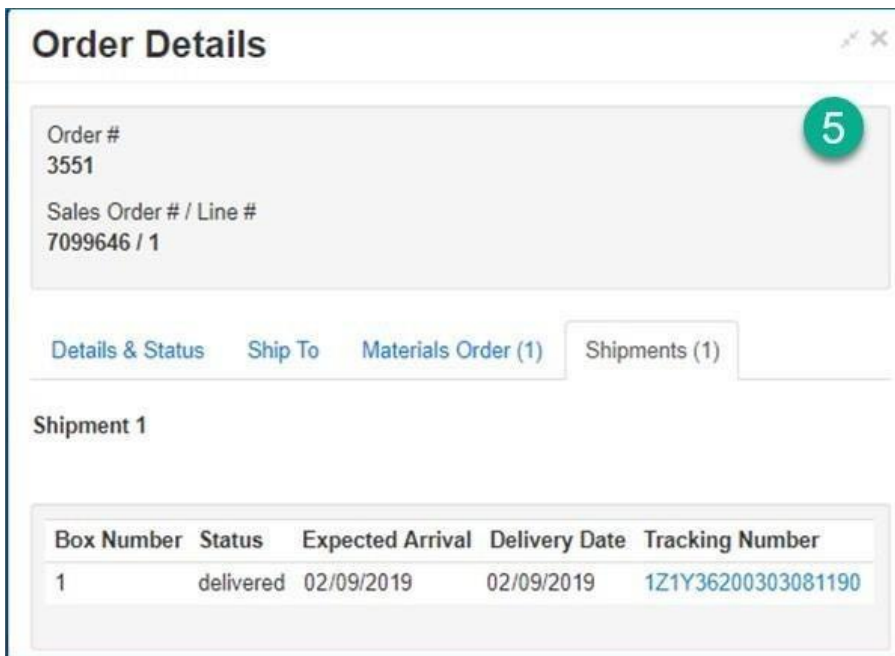 Order Details
5
Order #
3551
Sales Order # / Line #
7099646 / 1
Details & Status Ship To Materials Order (1) Shipments (1)
Shipment 1
Box Number Status Expected Arrival Delivery Date Tracking Number
1 delivered 02/09/2019 02/09/2019 1Z1Y36200303081190